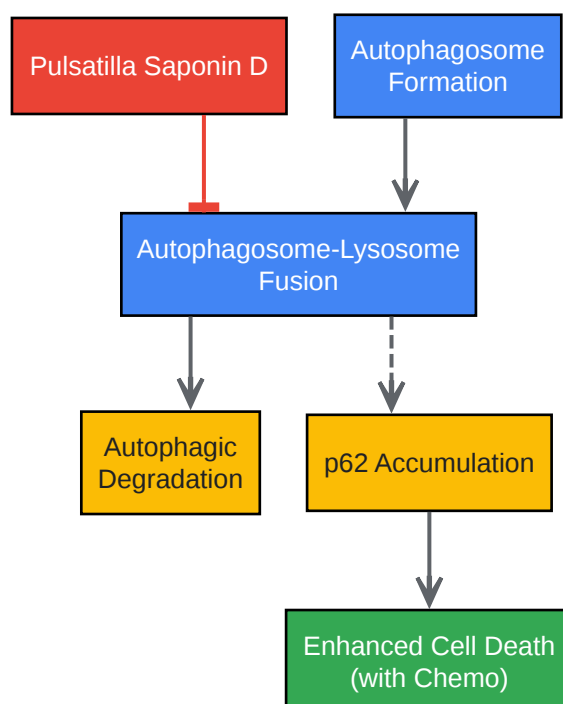 Pulsatilla Saponin D
Autophagosome
Formation
Autophagosome-Lysosome
Fusion
Autophagic
Degradation
p62 Accumulation
Enhanced Cell Death
(with Chemo)